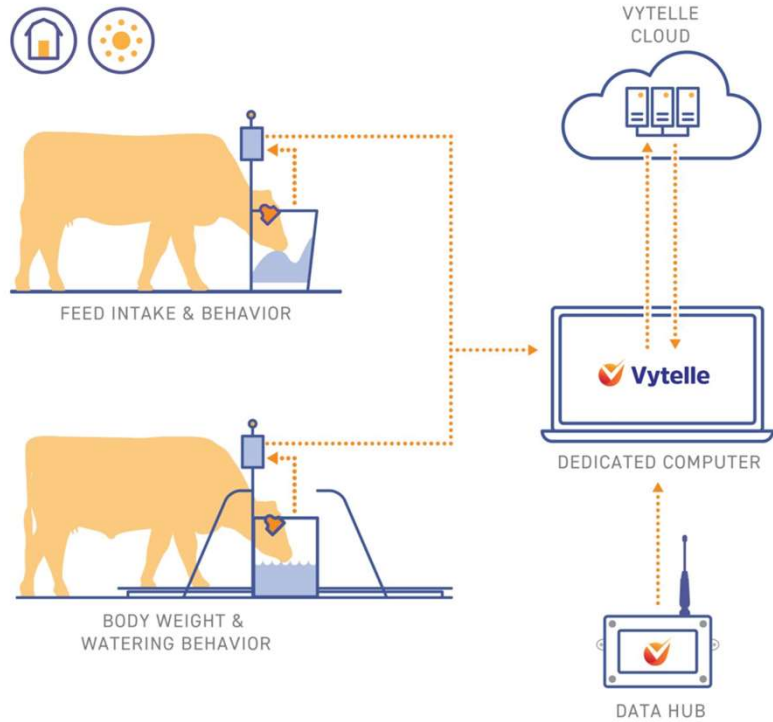 VYTELLE
CLOUD
FEED INTAKE & BEHAVIOR
Vytelle
DEDICATED COMPUTER
BODY WEIGHT &
WATERING BEHAVIOR
DATA HUB